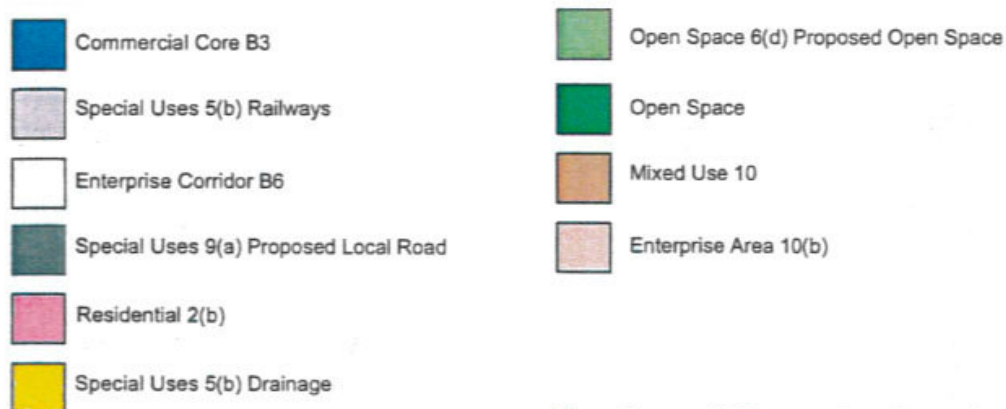 Commercial Core B3
Special Uses 5(b) Railways
Enterprise Corridor B6
Special Uses 9(a) Proposed Local Road
Residential 2(b)
Special Uses 5(b) Drainage
Open Space 6(d) Proposed Open Space
Open Space
Mixed Use 10
Enterprise Area 10(b)